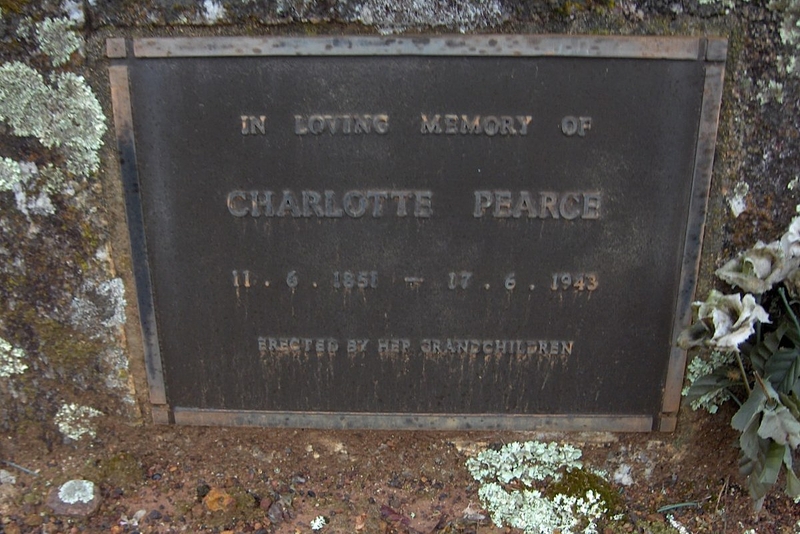 IN LOVING MEMORY OF
CHARLOTTE PEARCE
11 . 6 . 1851 — 17 . 6 . 1943
ERECTED BY HER GRANDCHILDREN